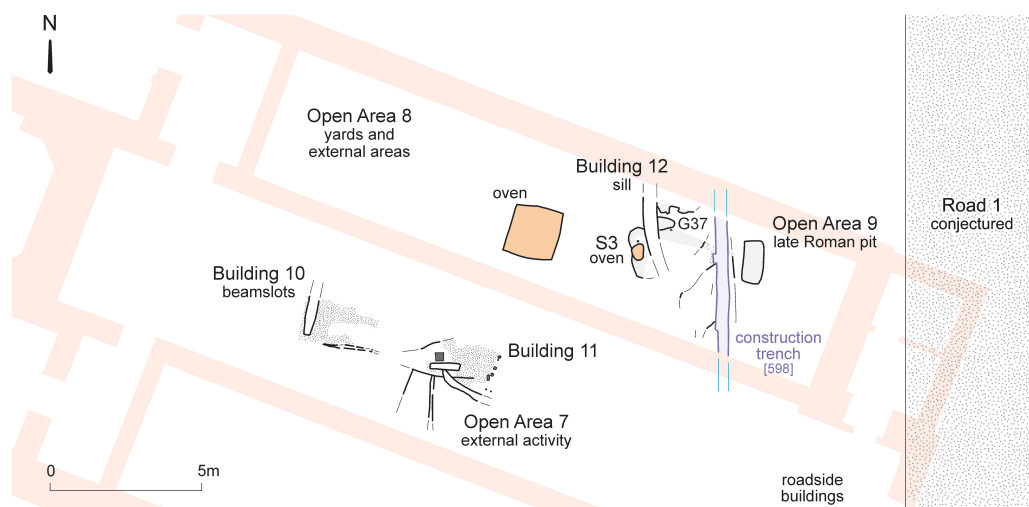 N
Open Area 8
yards and
external areas
Building 12
sill
oven
G37
Open Area 9
late Roman pit
Road 1
conjectured
S3
oven
Building 10
beamslots
construction
trench
[598]
Building 11
Open Area 7
external activity
0 5m
roadside
buildings